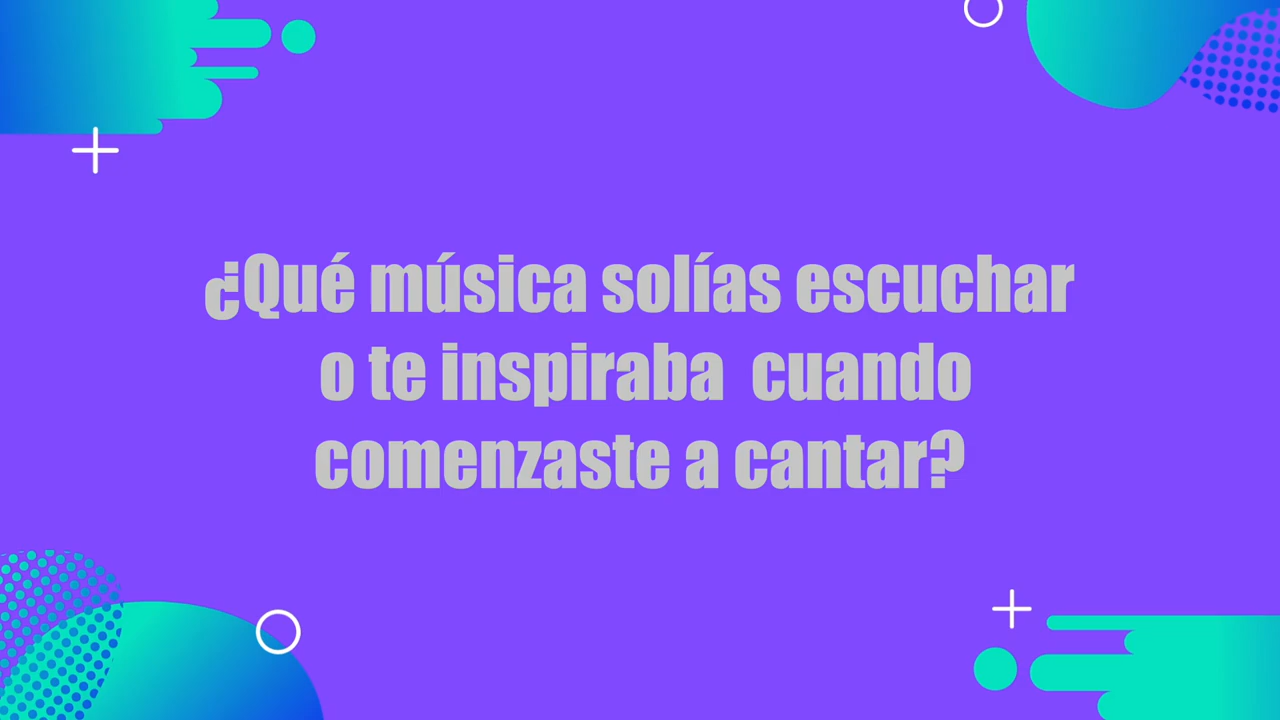 ¿Qué música solías escuchar
o te inspiraba  cuando
comenzaste a cantar?